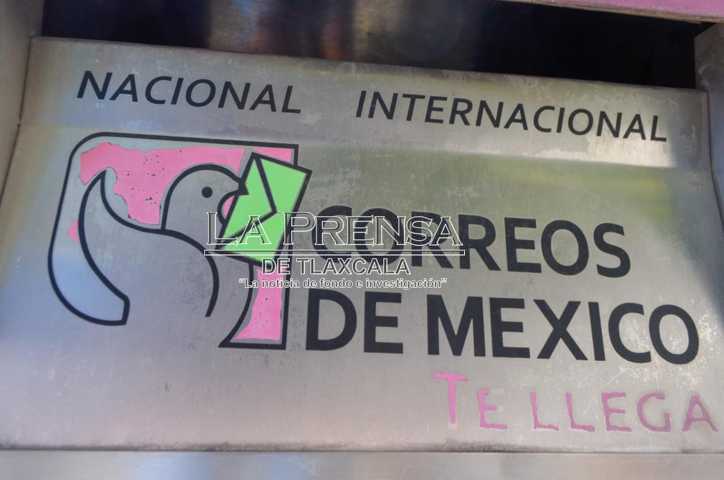 NACIONAL INTERNACIONAL
CORREOS
DE MEXICO
TE LLEGA
LA PRENSA
DE TLAXCALA
"La noticia de fondo e investigación"